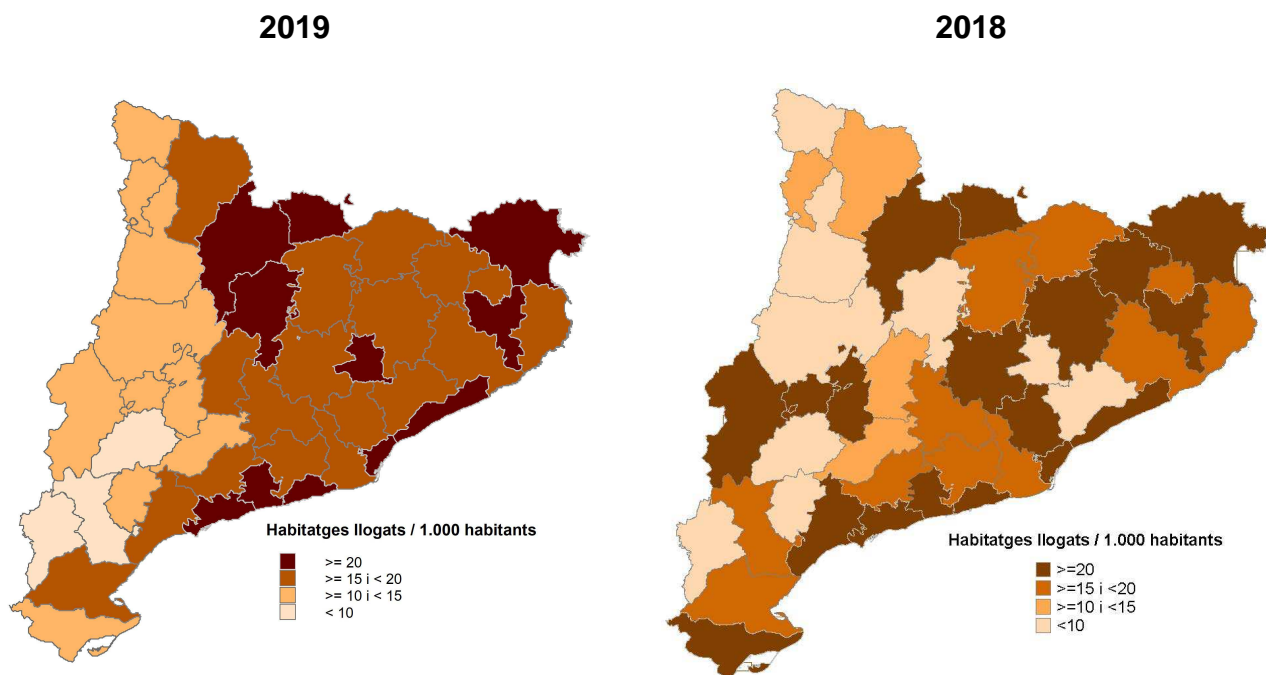 2019
2018
Habitatges llogats / 1.000 habitants
>= 20
>= 15 i < 20
>= 10 i < 15
< 10
Habitatges llogats / 1.000 habitants
>=20
>=15 i <20
>=10 i <15
<10